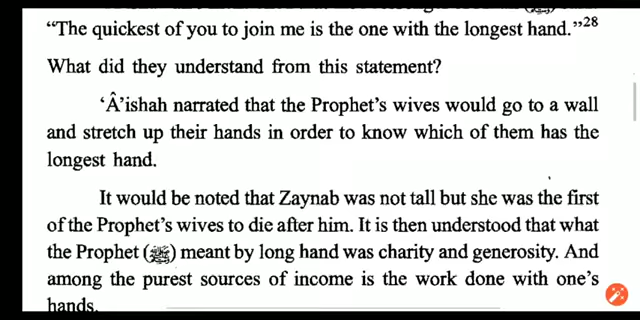 “The quickest of you to join me is the one with the longest hand.”28
What did they understand from this statement?
‘Â’ishah narrated that the Prophet’s wives would go to a wall
and stretch up their hands in order to know which of them has the
longest hand.
It would be noted that Zaynab was not tall but she was the first
of the Prophet’s wives to die after him. It is then understood that what
the Prophet (ﷺ) meant by long hand was charity and generosity. And
among the purest sources of income is the work done with one’s
hands.